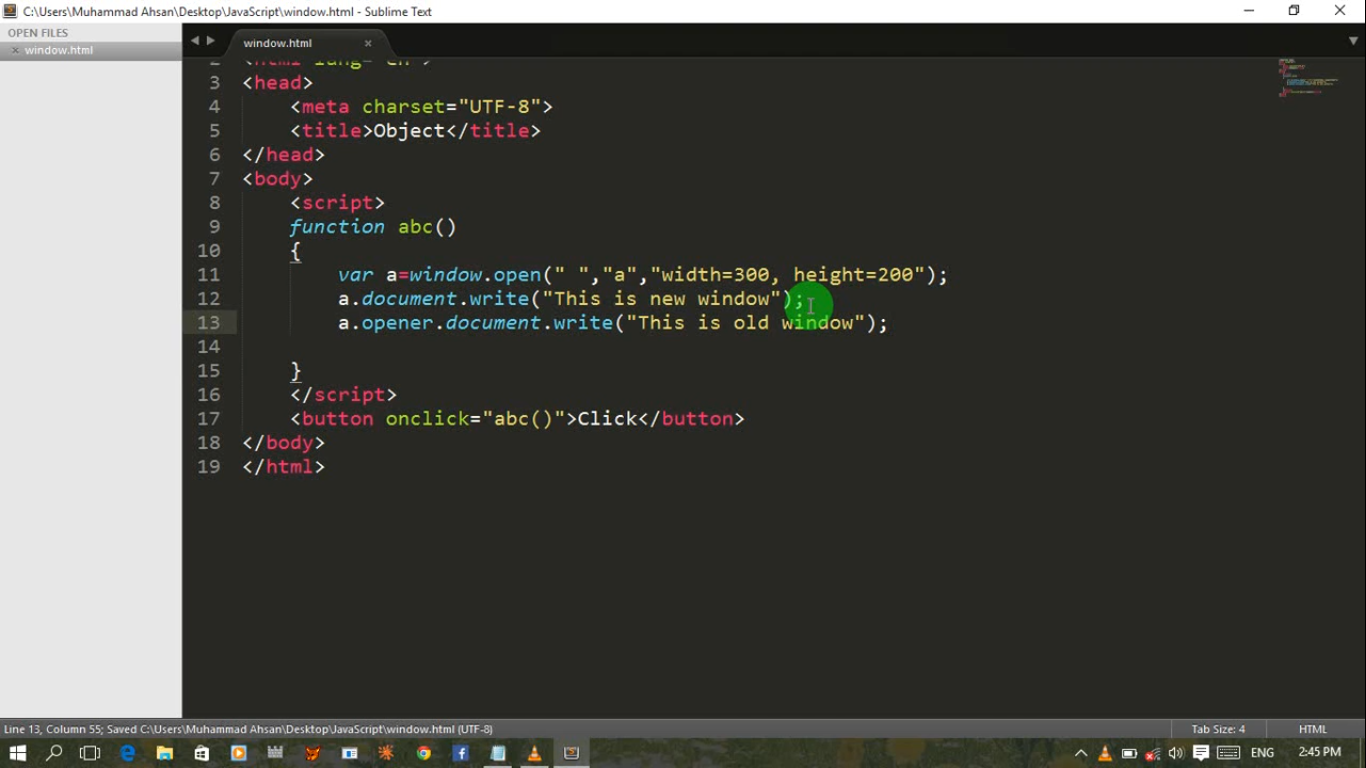 C:\Users\Muhammad Ahsan\Desktop\JavaScript\window.html - Sublime Text
OPEN FILES
× window.html
window.html ×
2 <html lang="en">
3 <head>
4     <meta charset="UTF-8">
5     <title>Object</title>
6 </head>
7 <body>
8     <script>
9     function abc()
10     {
11         var a=window.open(" ","a","width=300, height=200");
12         a.document.write("This is new window");
13         a.opener.document.write("This is old window");
14
15     }
16     </script>
17     <button onclick="abc()">Click</button>
18 </body>
19 </html>
Line 13, Column 55; Saved C:\Users\Muhammad Ahsan\Desktop\JavaScript\window.html (UTF-8)
Tab Size: 4
HTML
ENG
2:45 PM